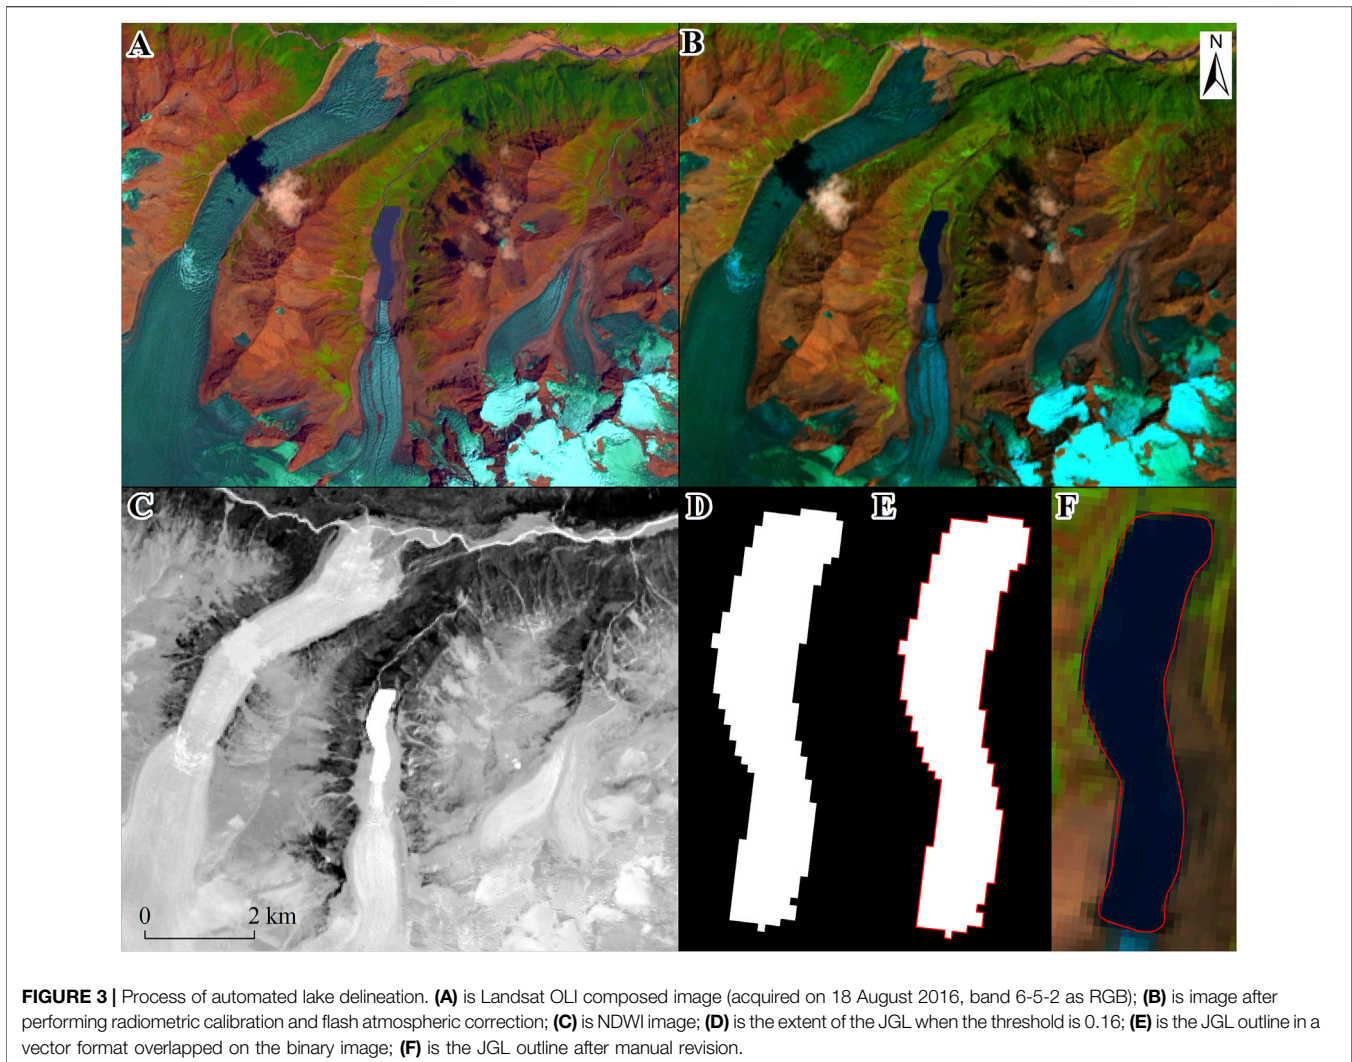 A
B
N
C
D
E
F
0
2 km
FIGURE 3 | Process of automated lake delineation. (A) is Landsat OLI composed image (acquired on 18 August 2016, band 6-5-2 as RGB); (B) is image after
performing radiometric calibration and flash atmospheric correction; (C) is NDWI image; (D) is the extent of the JGL when the threshold is 0.16; (E) is the JGL outline in a
vector format overlapped on the binary image; (F) is the JGL outline after manual revision.